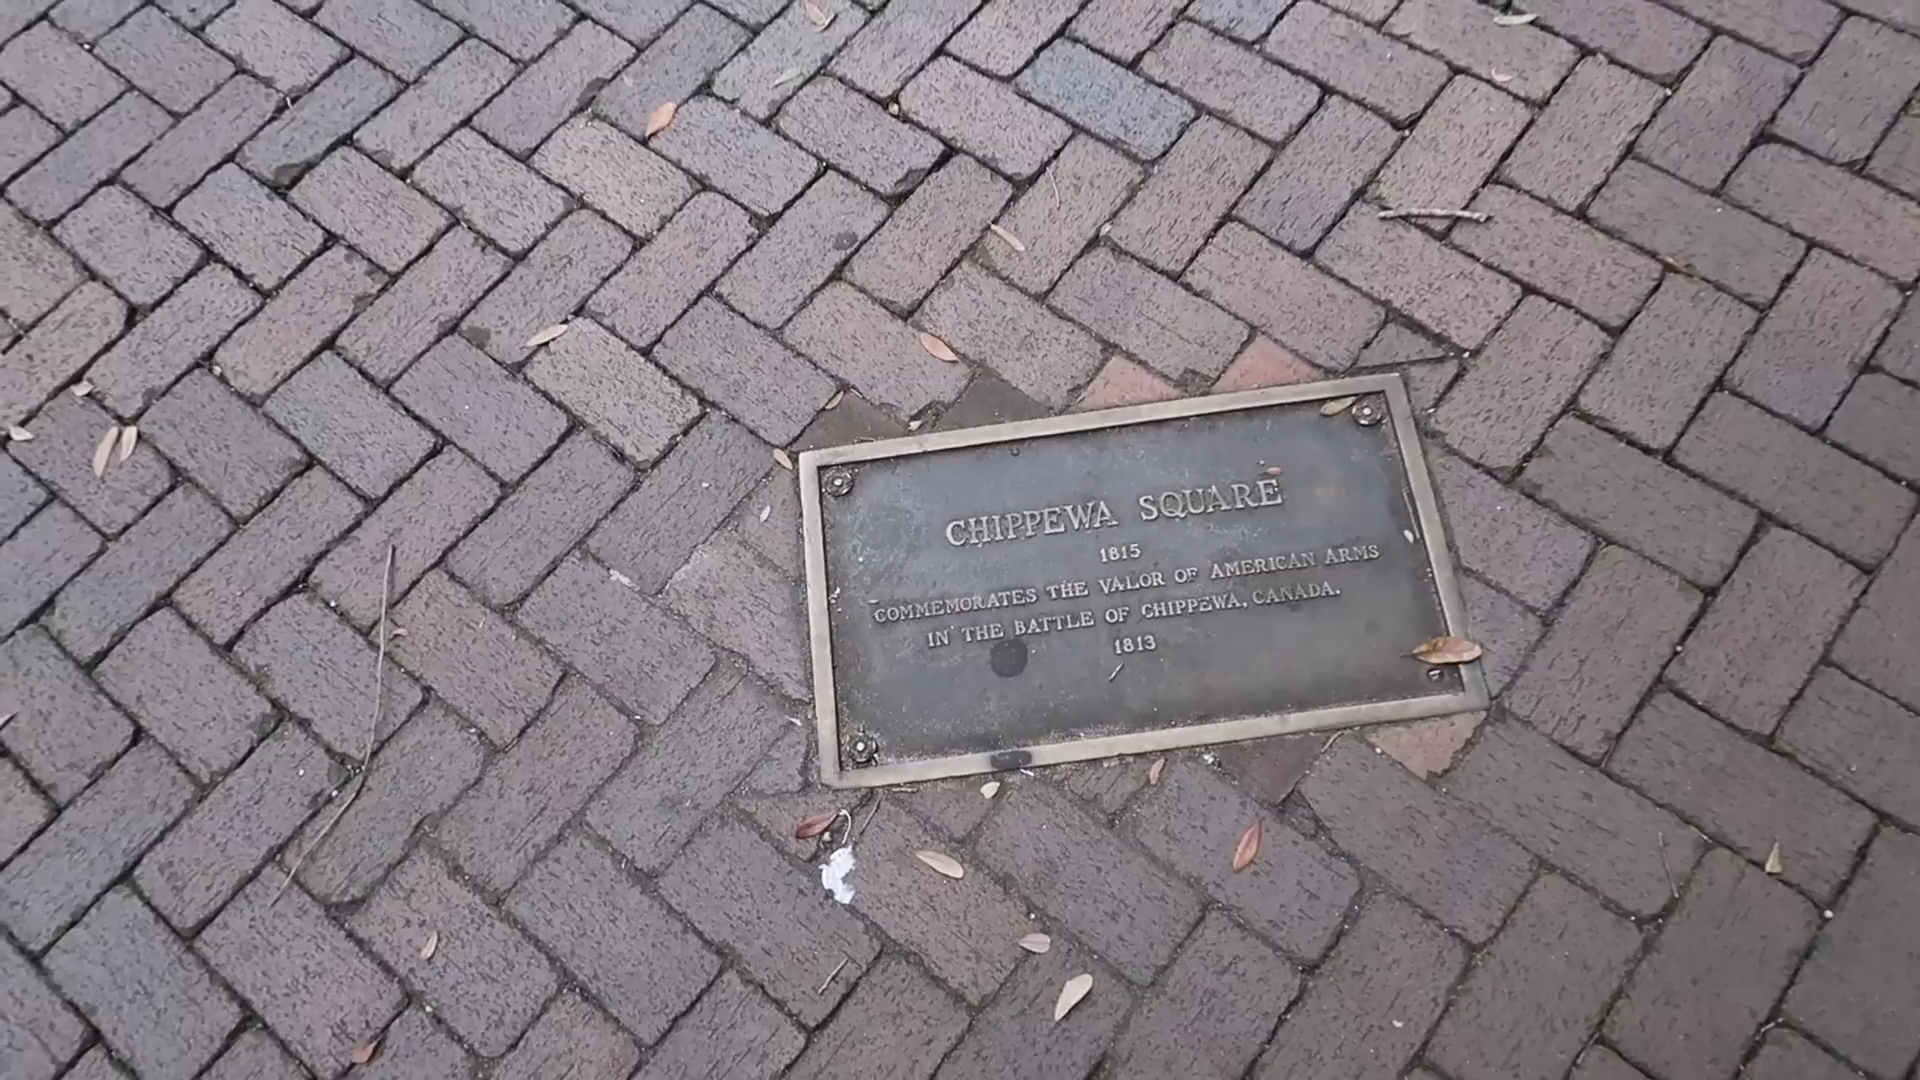 CHIPPEWA SQUARE
1815
COMMEMORATES THE VALOR OF AMERICAN ARMS
IN THE BATTLE OF CHIPPEWA, CANADA.
1813